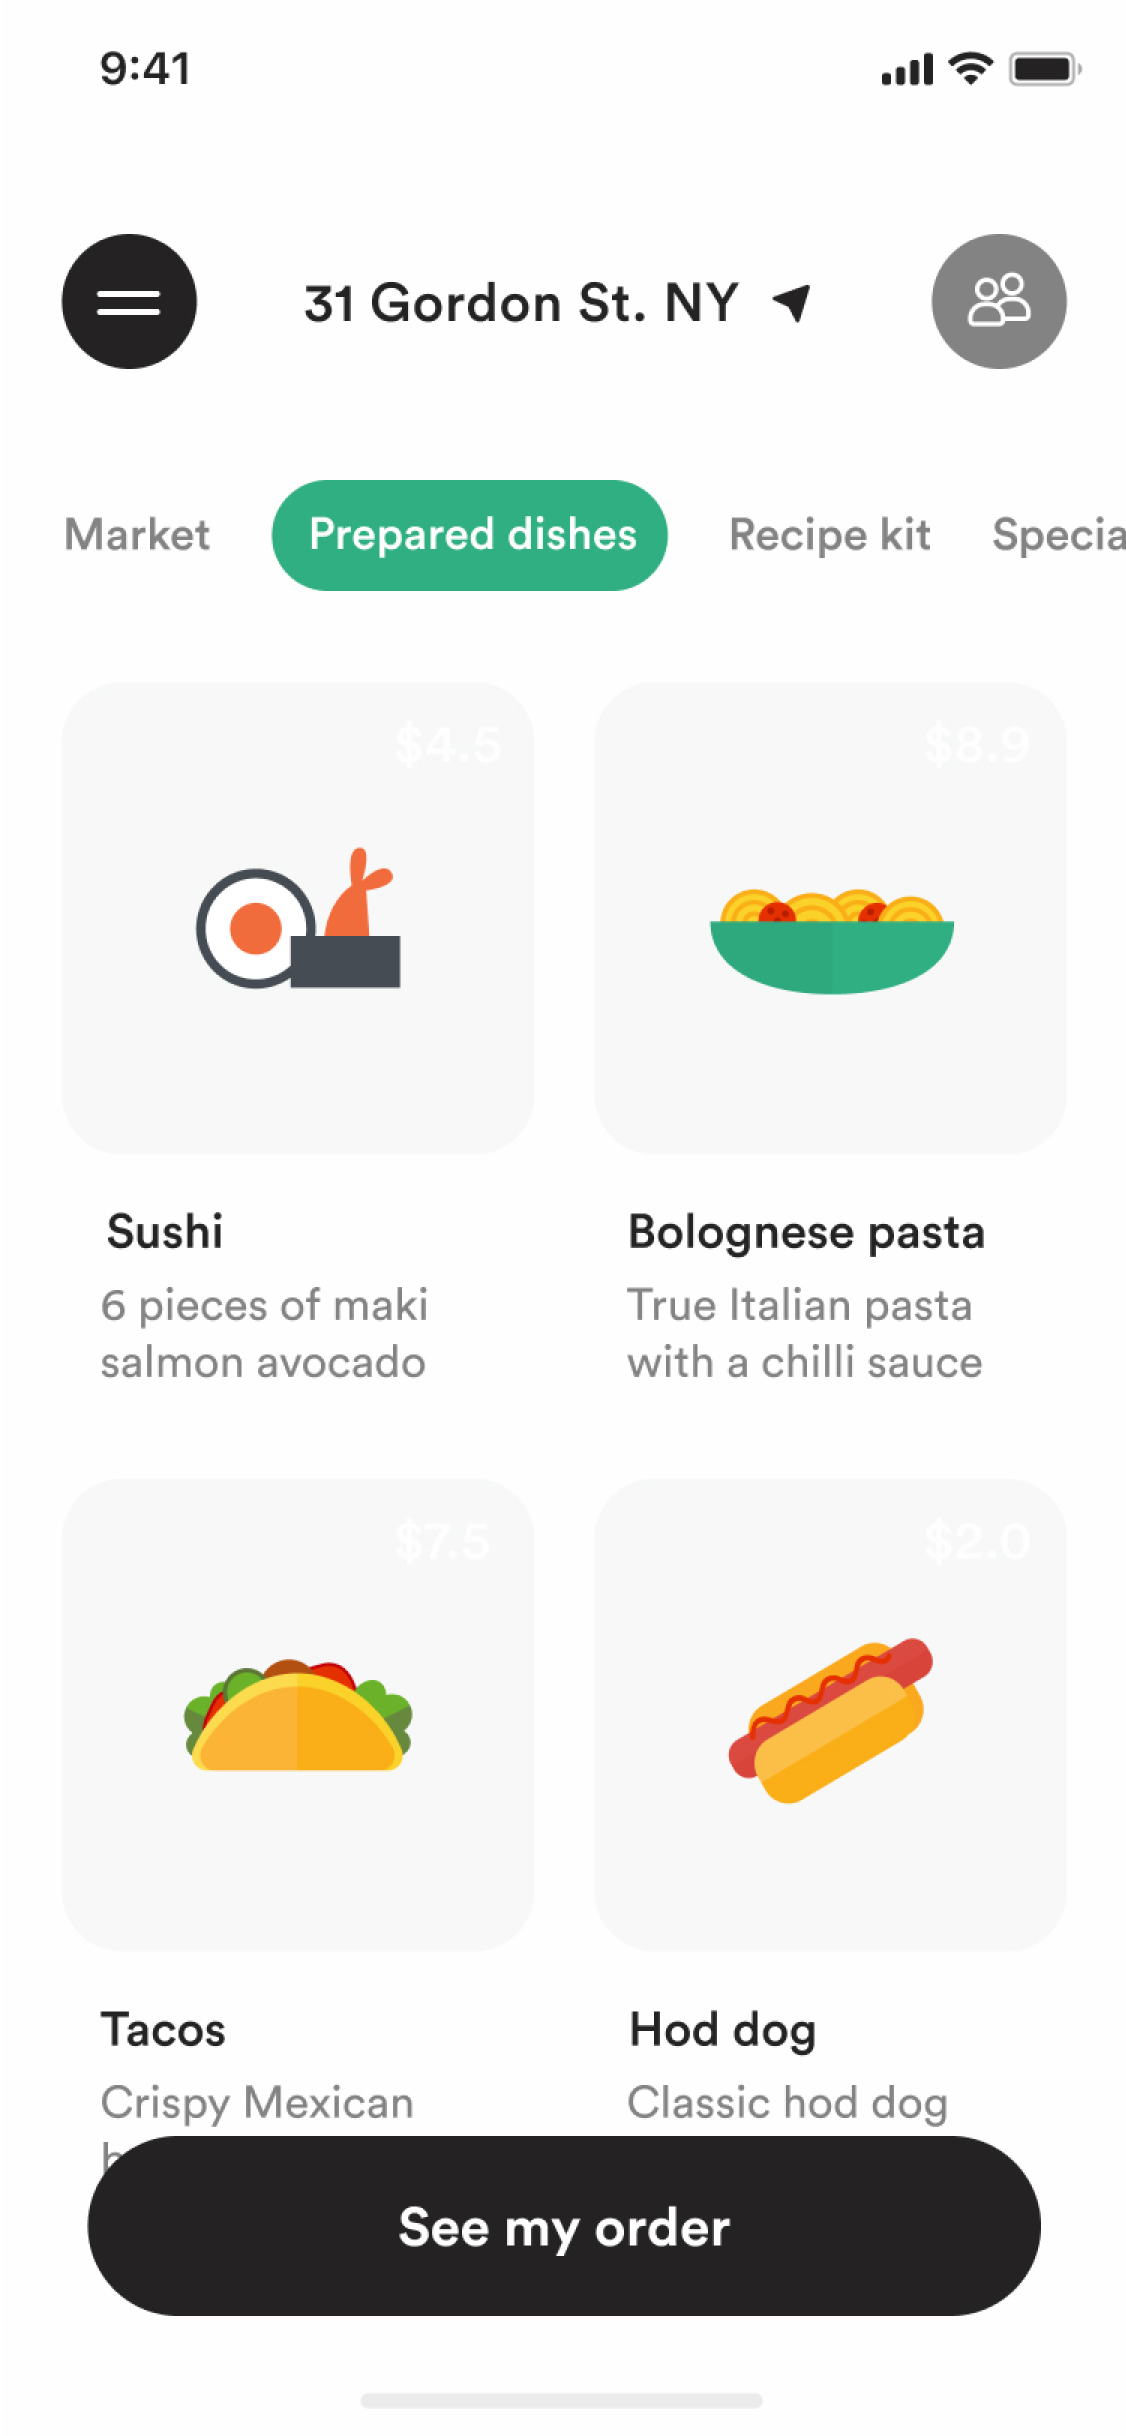 9:41
31 Gordon St. NY
Market
Prepared dishes
Recipe kit
Specia
$4.5
$8.9
Sushi
6 pieces of maki
salmon avocado
Bolognese pasta
True Italian pasta
with a chilli sauce
$7.5
$2.0
Tacos
Crispy Mexican
Hod dog
Classic hod dog
See my order